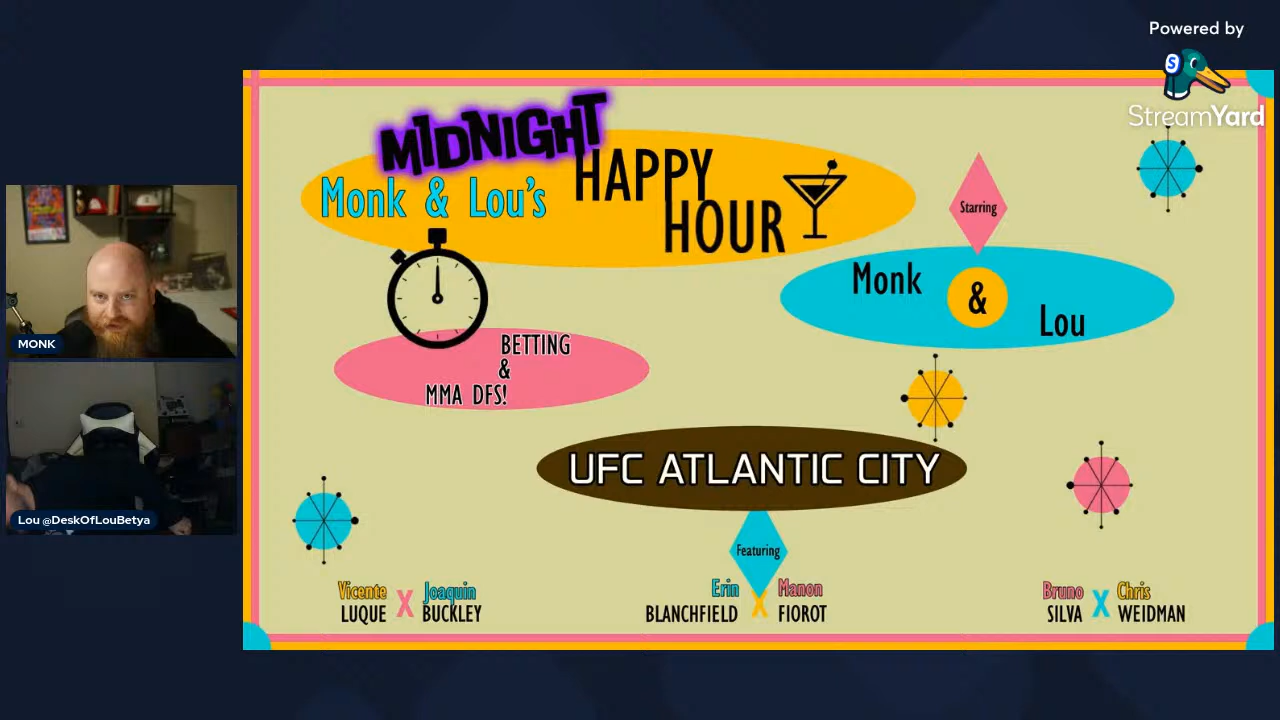 Powered by
S
StreamYard
MIDNIGHT
Monk & Lou's
HAPPY
HOUR
Starring
Monk
&
Lou
BETTING
&
MMA DFS!
UFC ATLANTIC CITY
Featuring
Vicente
LUQUE
X
Joaquin
BUCKLEY
Erin
BLANCHFIELD
X
Manon
FIOROT
Bruno
SILVA
X
Chris
WEIDMAN
MONK
Lou @DeskOfLouBetya